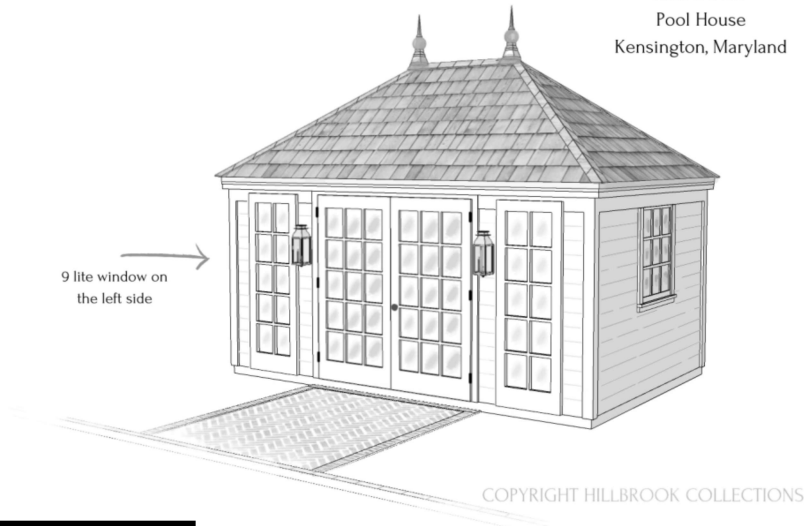 Pool House
Kensington, Maryland
9 lite window on
the left side
COPYRIGHT HILLBROOK COLLECTIONS